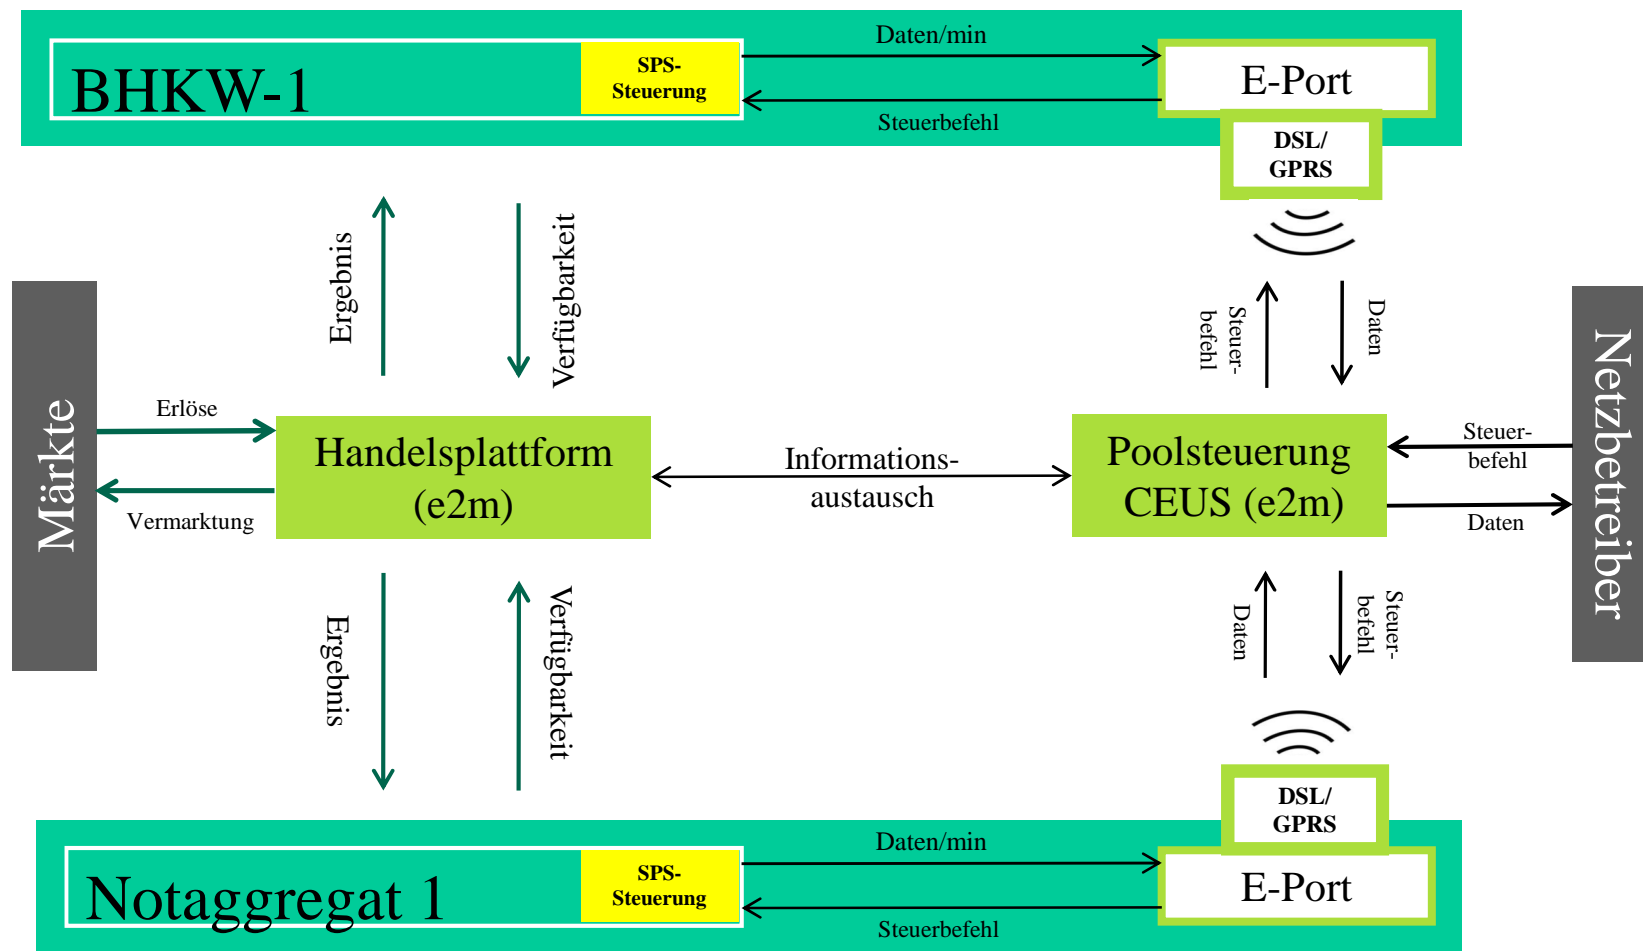 Daten/min
BHKW-1
SPS-
Steuerung
E-Port
Steuerbefehl
DSL/
GPRS
Ergebnis
Verfügbarkeit
Steuer-
befehl
Daten
Märkte
Erlöse
Vermarktung
Handelsplattform
(e2m)
Informations-
austausch
Poolsteuerung
CEUS (e2m)
Steuer-
befehl
Daten
Netzbetreiber
Ergebnis
Verfügbarkeit
Daten
Steuer-
befehl
DSL/
GPRS
Daten/min
Notaggregat 1
SPS-
Steuerung
E-Port
Steuerbefehl